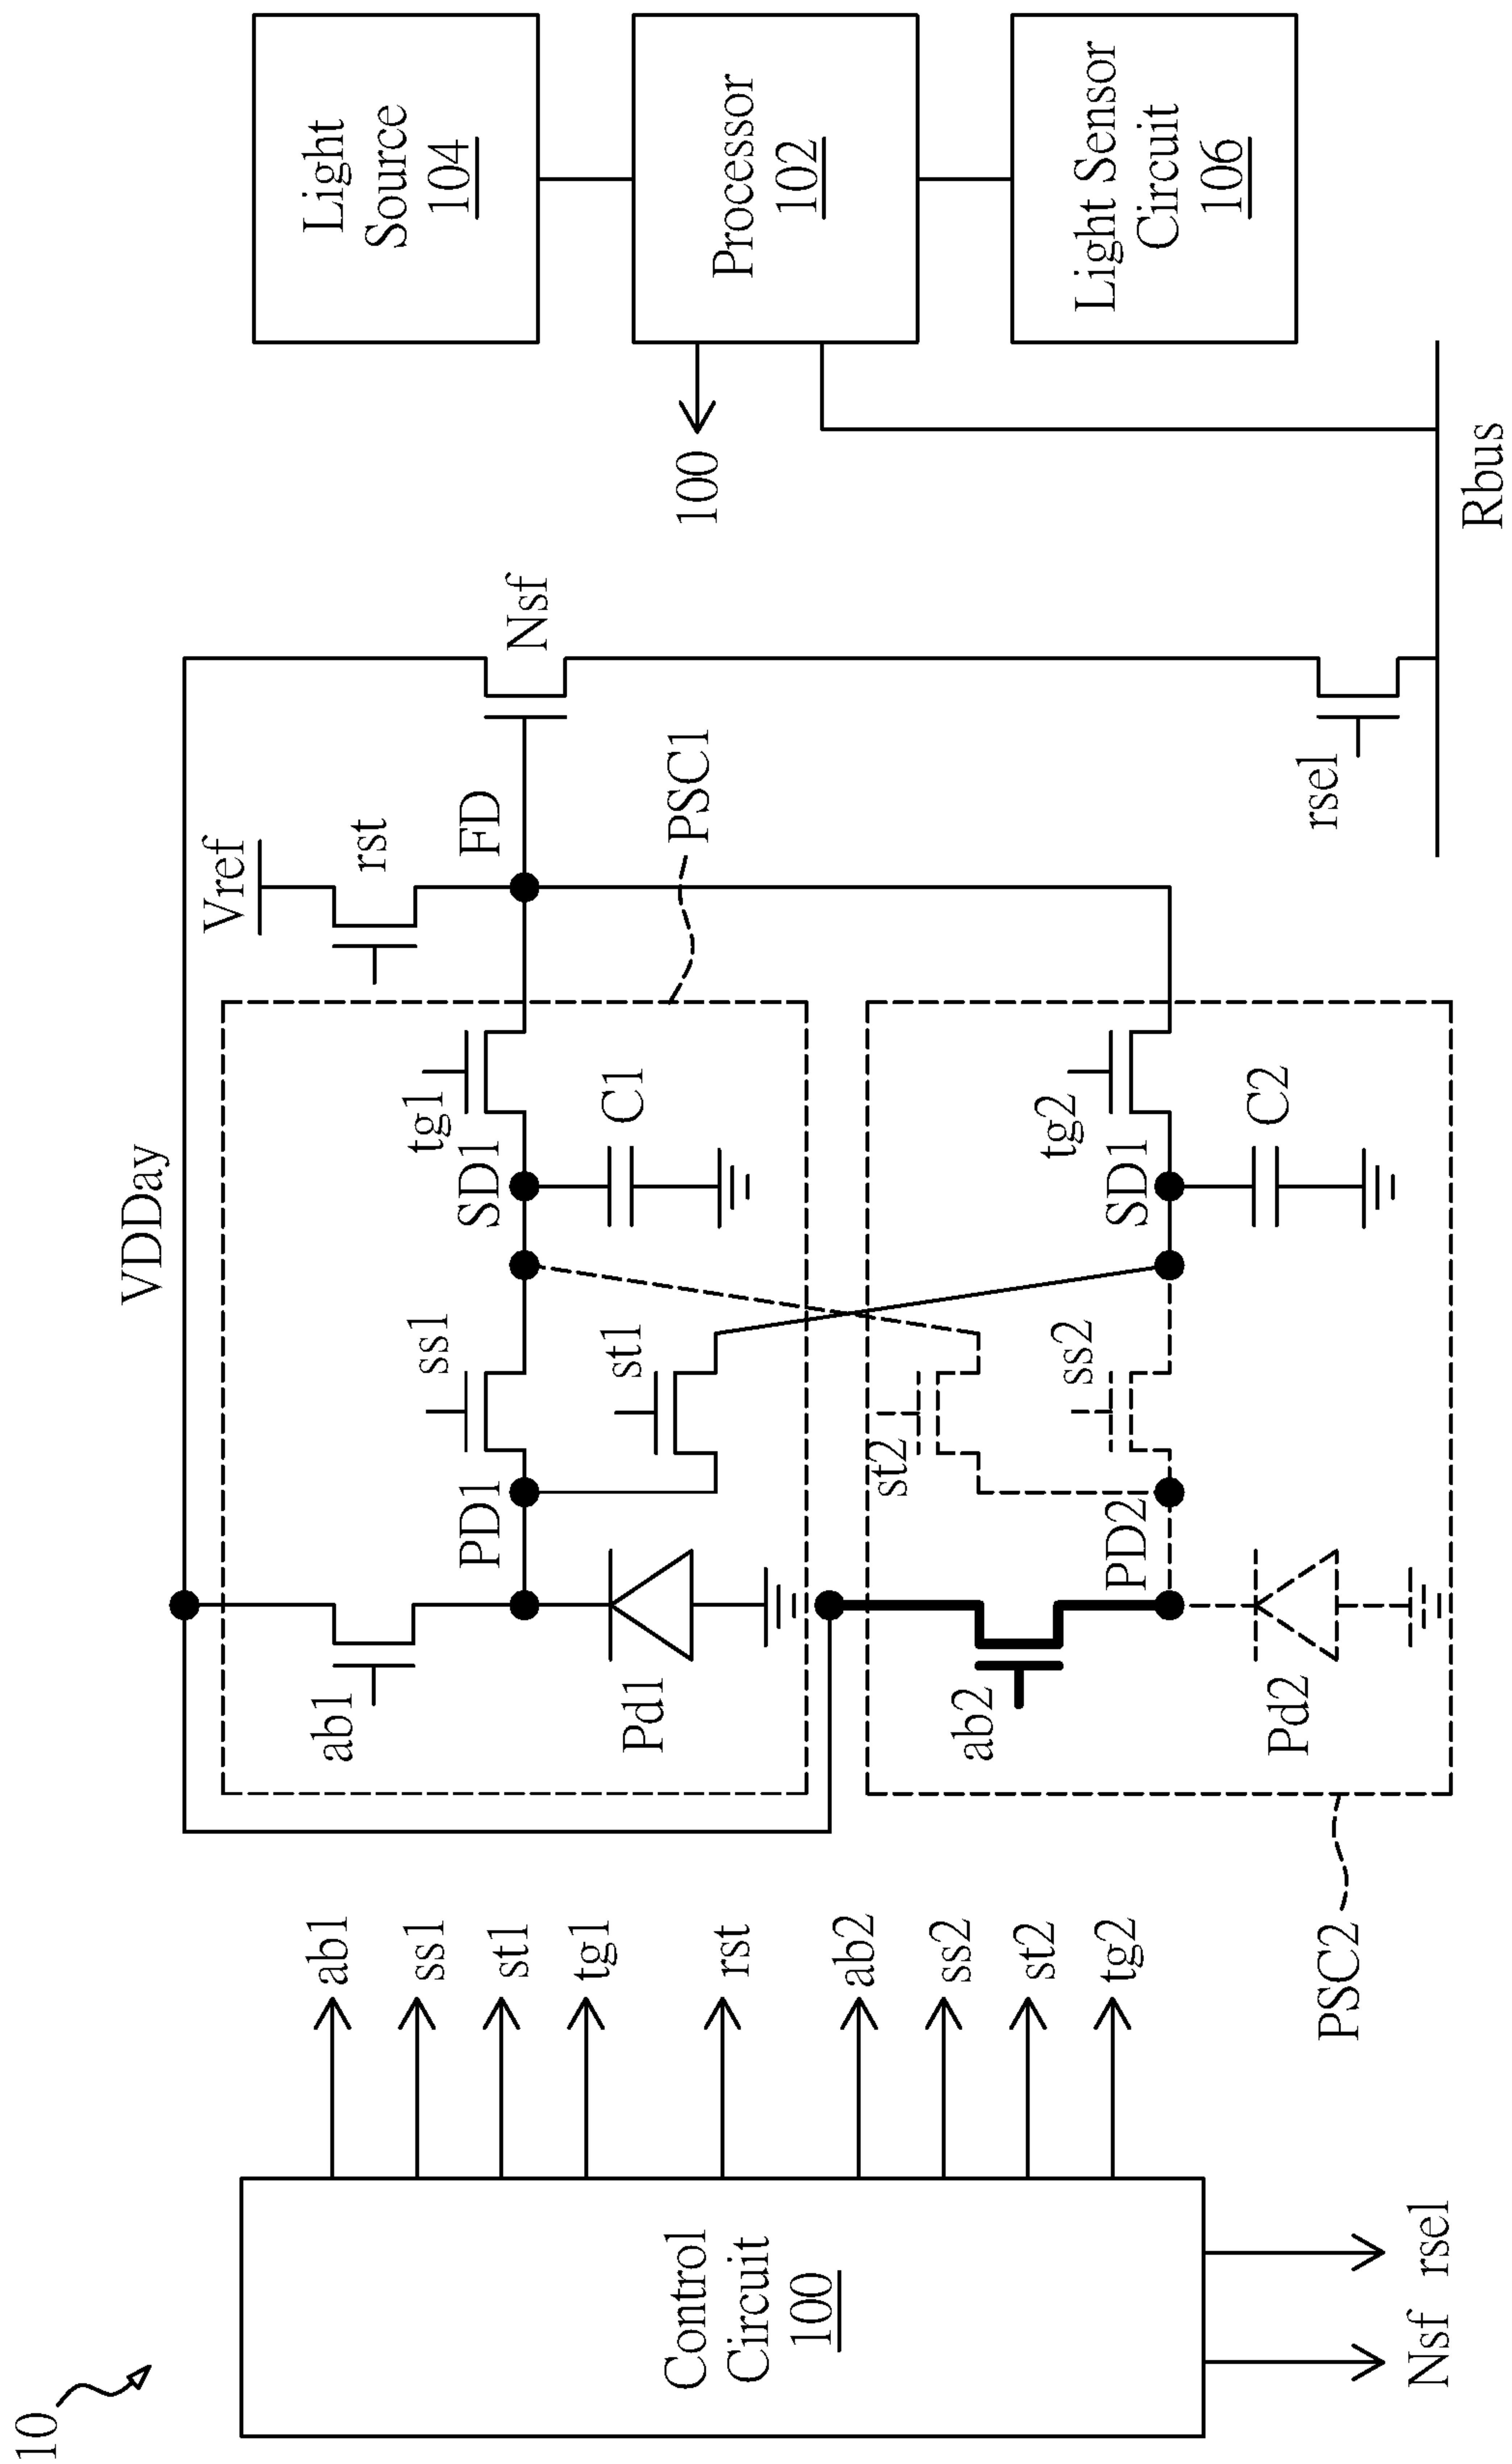 10
Control
Circuit
100
ab1
ss1
st1
tg1
rst
ab2
ss2
st2
tg2
Nsf
rsel
VDDay
Vref
rst
ab1
Pd1
PD1
ss1
st1
SD1
tg1
C1
FD
Nsf
PSC1
ab2
Pd2
PD2
st2
ss2
SD1
tg2
C2
PSC2
rsel
Rbus
100
Light
Source
104
Processor
102
Light Sensor
Circuit
106